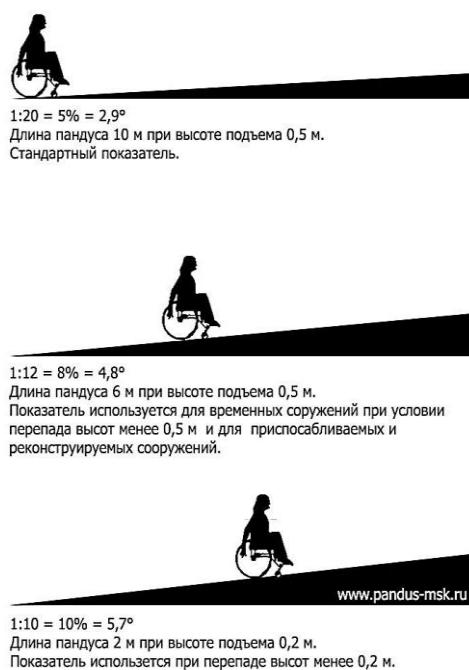 1:20 = 5% = 2,9°
Длина пандуса 10 м при высоте подъема 0,5 м.
Стандартный показатель.
1:12 = 8% = 4,8°
Длина пандуса 6 м при высоте подъема 0,5 м.
Показатель используется для временных соружений при условии
перепада высот менее 0,5 м и для приспосабливаемых и
реконструируемых сооружений.
www.pandus-msk.ru
1:10 = 10% = 5,7°
Длина пандуса 2 м при высоте подъема 0,2 м.
Показатель использется при перепаде высот менее 0,2 м.